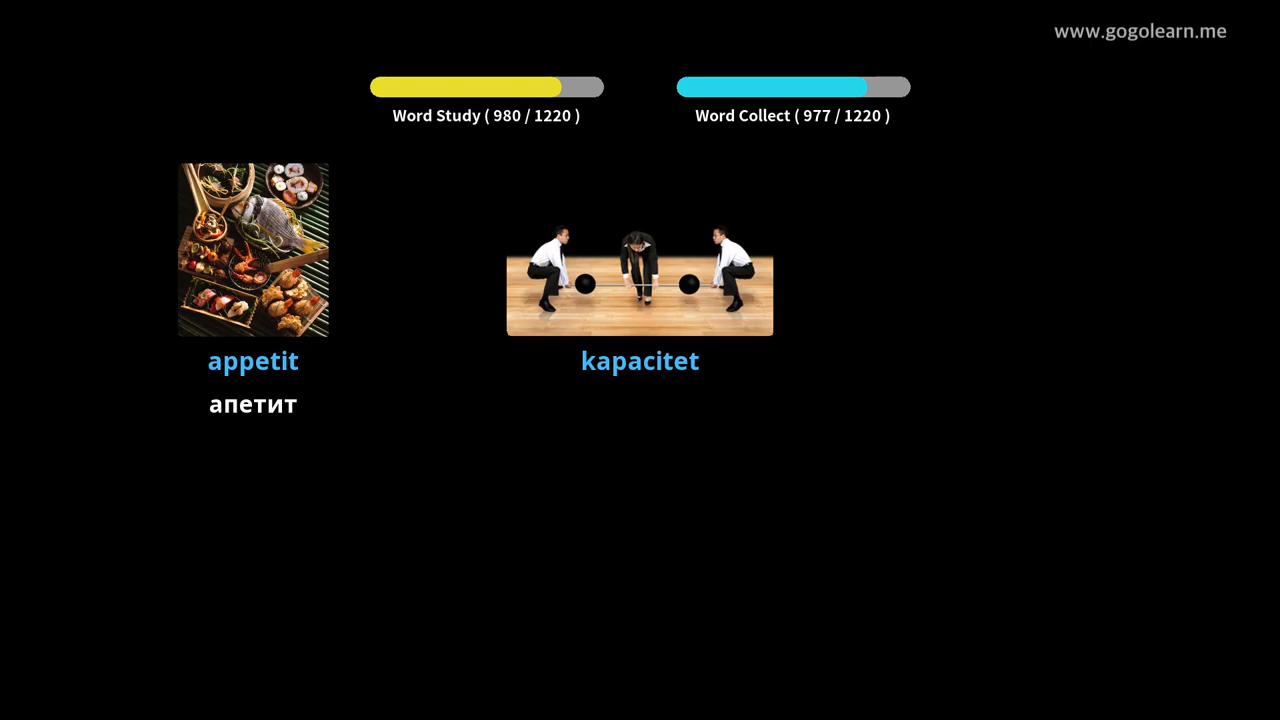 www.gogolearn.me
Word Study ( 980 / 1220 )
Word Collect ( 977 / 1220 )
appetit
апетит
kapacitet